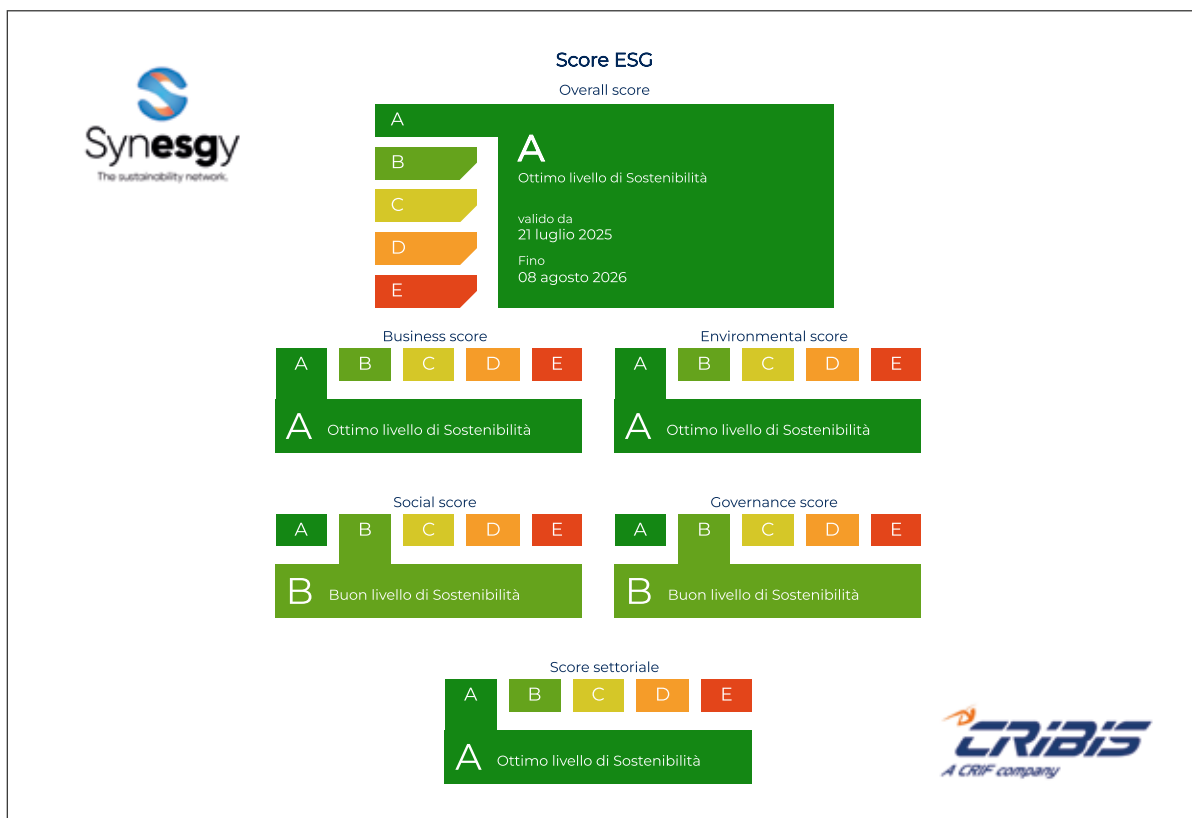 Synesgy
The sustainability network.
Score ESG
Overall score
A
B
C
D
E
A
Ottimo livello di Sostenibilità
valido da
21 luglio 2025
Fino
08 agosto 2026
Business score
A B C D E
A Ottimo livello di Sostenibilità
Environmental score
A B C D E
A Ottimo livello di Sostenibilità
Social score
A B C D E
B Buon livello di Sostenibilità
Governance score
A B C D E
B Buon livello di Sostenibilità
Score settoriale
A B C D E
A Ottimo livello di Sostenibilità
CRiBiS
A CRIF company